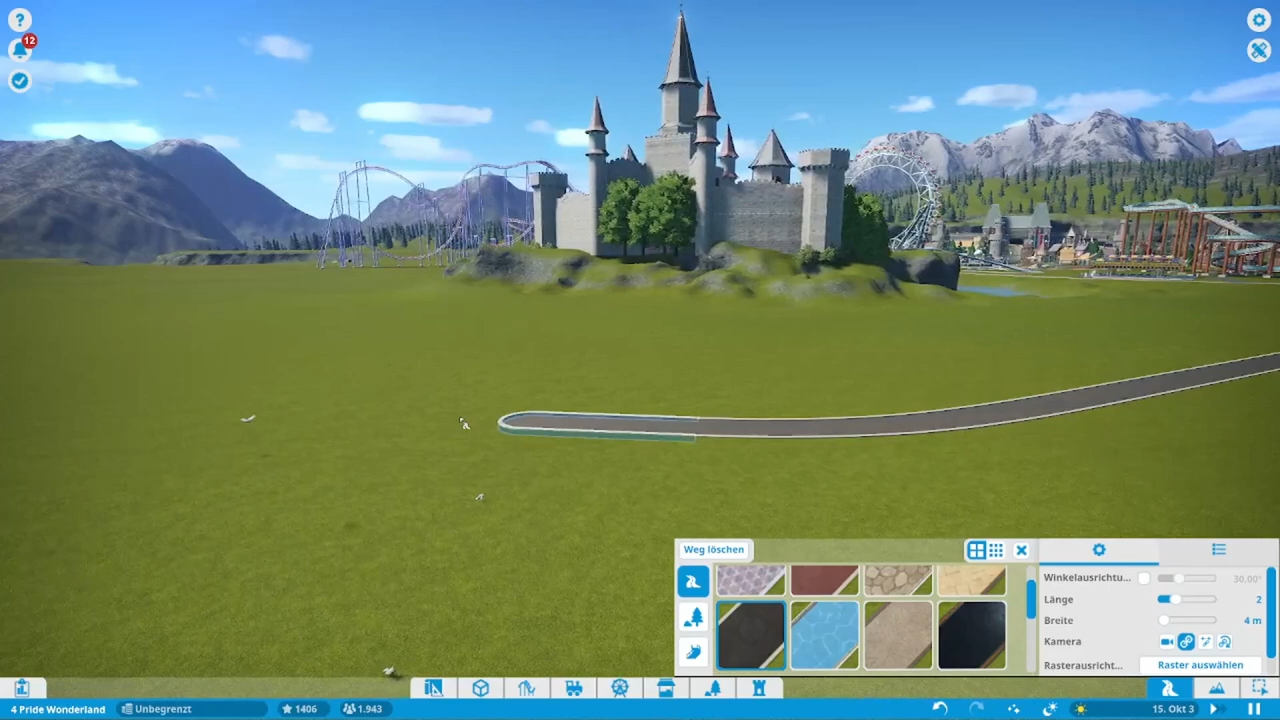 ?
12
Weg löschen
Winkelausrichtu... 30,00°
Länge 2
Breite 4 m
Kamera
Rasterausricht... Raster auswählen
4 Pride Wonderland Unbegrenzt 1406 1.943 15. Okt 3